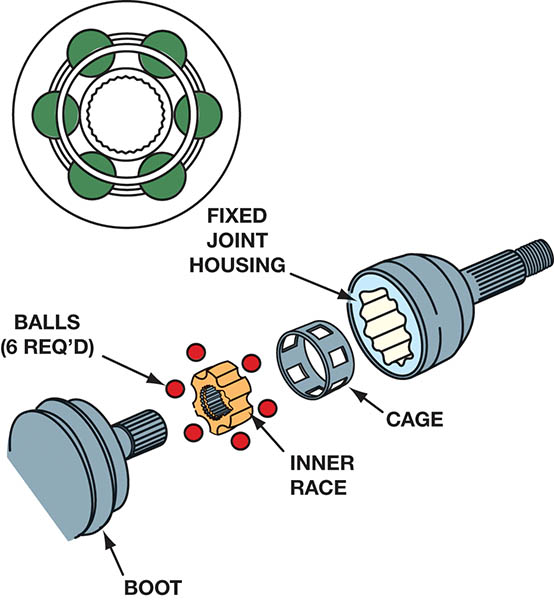 FIXED
JOINT
HOUSING
BALLS
(6 REQ’D)
CAGE
INNER
RACE
BOOT